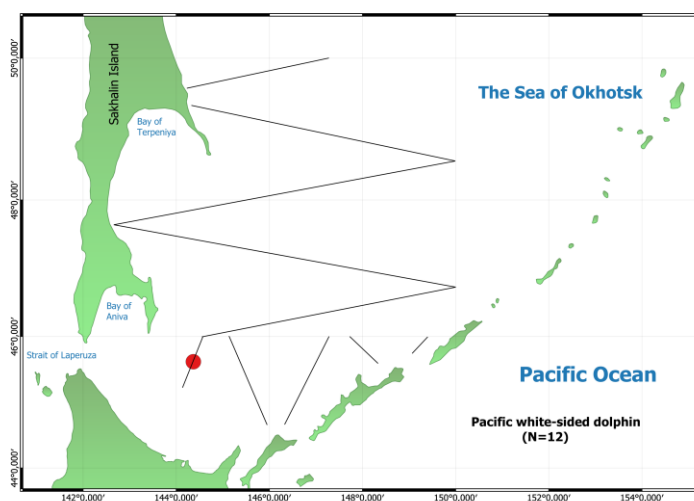 50°0,000'
48°0,000'
46°0,000'
44°0,000'
Sakhalin Island
The Sea of Okhotsk
Bay of
Terpeniya
Bay of
Aniva
Strait of Laperuza
Pacific Ocean
Pacific white-sided dolphin
(N=12)
142°0,000'
144°0,000'
146°0,000'
148°0,000'
150°0,000'
152°0,000'
154°0,000'